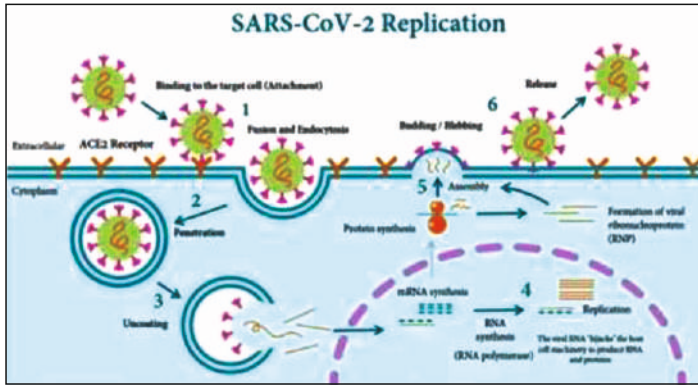 SARS-CoV-2 Replication
Binding to the target cell (Attachment)
1
Release
6
Fusion and Endocytosis
Budding / Blebbing
Extracellular
ACE2 Receptor
Cytoplasm
2
Penetration
5
Assembly
Protein synthesis
Formation of viral
ribonucleoprotein
(RNP)
3
Uncoating
mRNA synthesis
4
Replication
RNA
synthesis
(RNA polymerase)
The viral RNA "hijacks" the host
cell machinery to produce RNA
and proteins